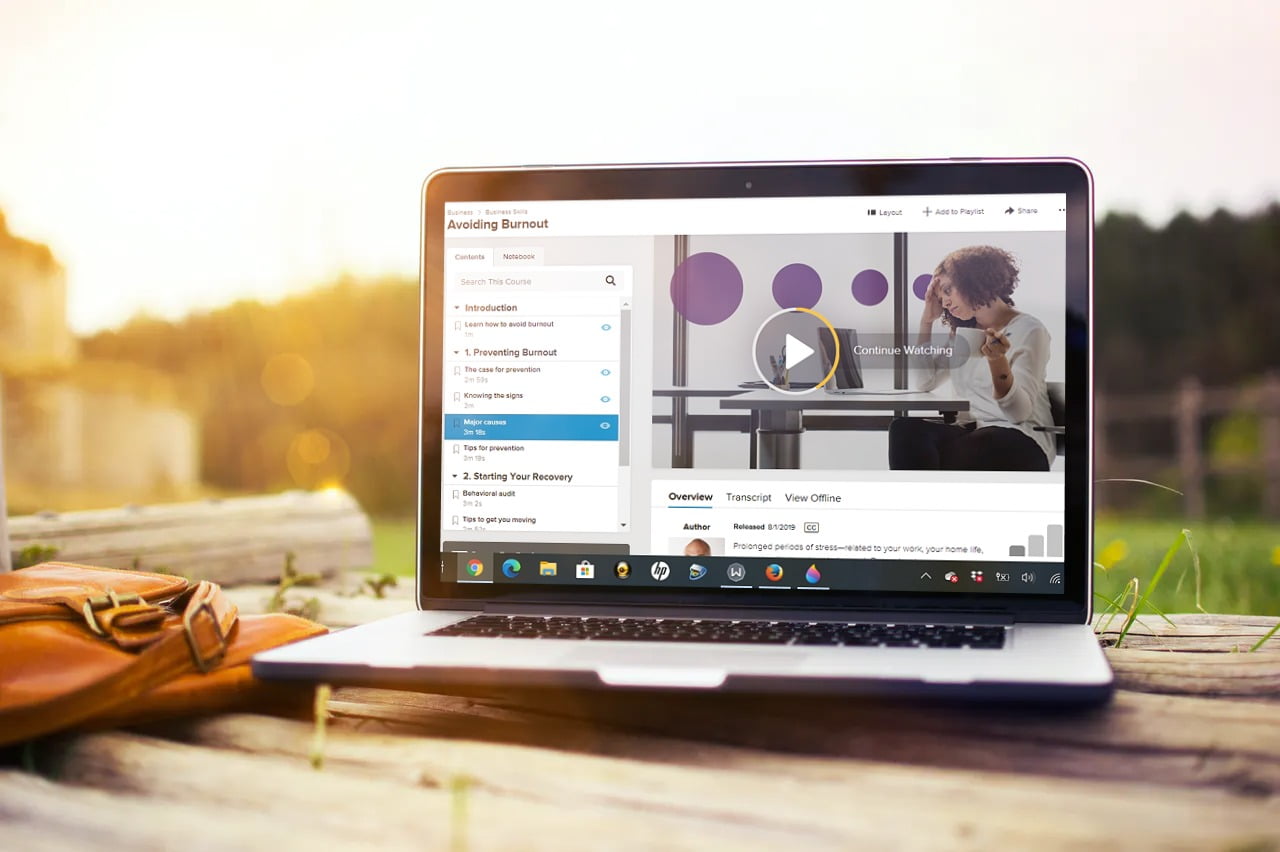 Business > Business Skills
Avoiding Burnout
Layout
Add to Playlist
Share
Contents
Notebook
Search This Course
Introduction
Learn how to avoid burnout
1m
1. Preventing Burnout
The case for prevention
2m 59s
Knowing the signs
3m
Major causes
3m 18s
Tips for prevention
3m 19s
2. Starting Your Recovery
Behavioral audit
3m 2s
Tips to get you moving
Continue Watching
Overview
Transcript
View Offline
Author
Released 8/1/2019
CC
Prolonged periods of stress—related to your work, your home life,
hp
W